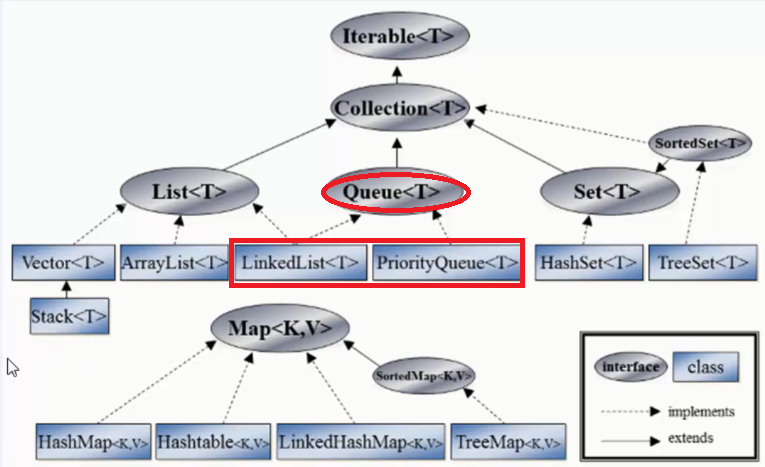 Iterable<T>
Collection<T>
SortedSet<T>
List<T>
Queue<T>
Set<T>
Vector<T>
ArrayList<T>
LinkedList<T>
PriorityQueue<T>
HashSet<T>
TreeSet<T>
Stack<T>
Map<K,V>
SortedMap<K,V>
HashMap<K,V>
Hashtable<K,V>
LinkedHashMap<K,V>
TreeMap<K,V>
interface
class
implements
extends